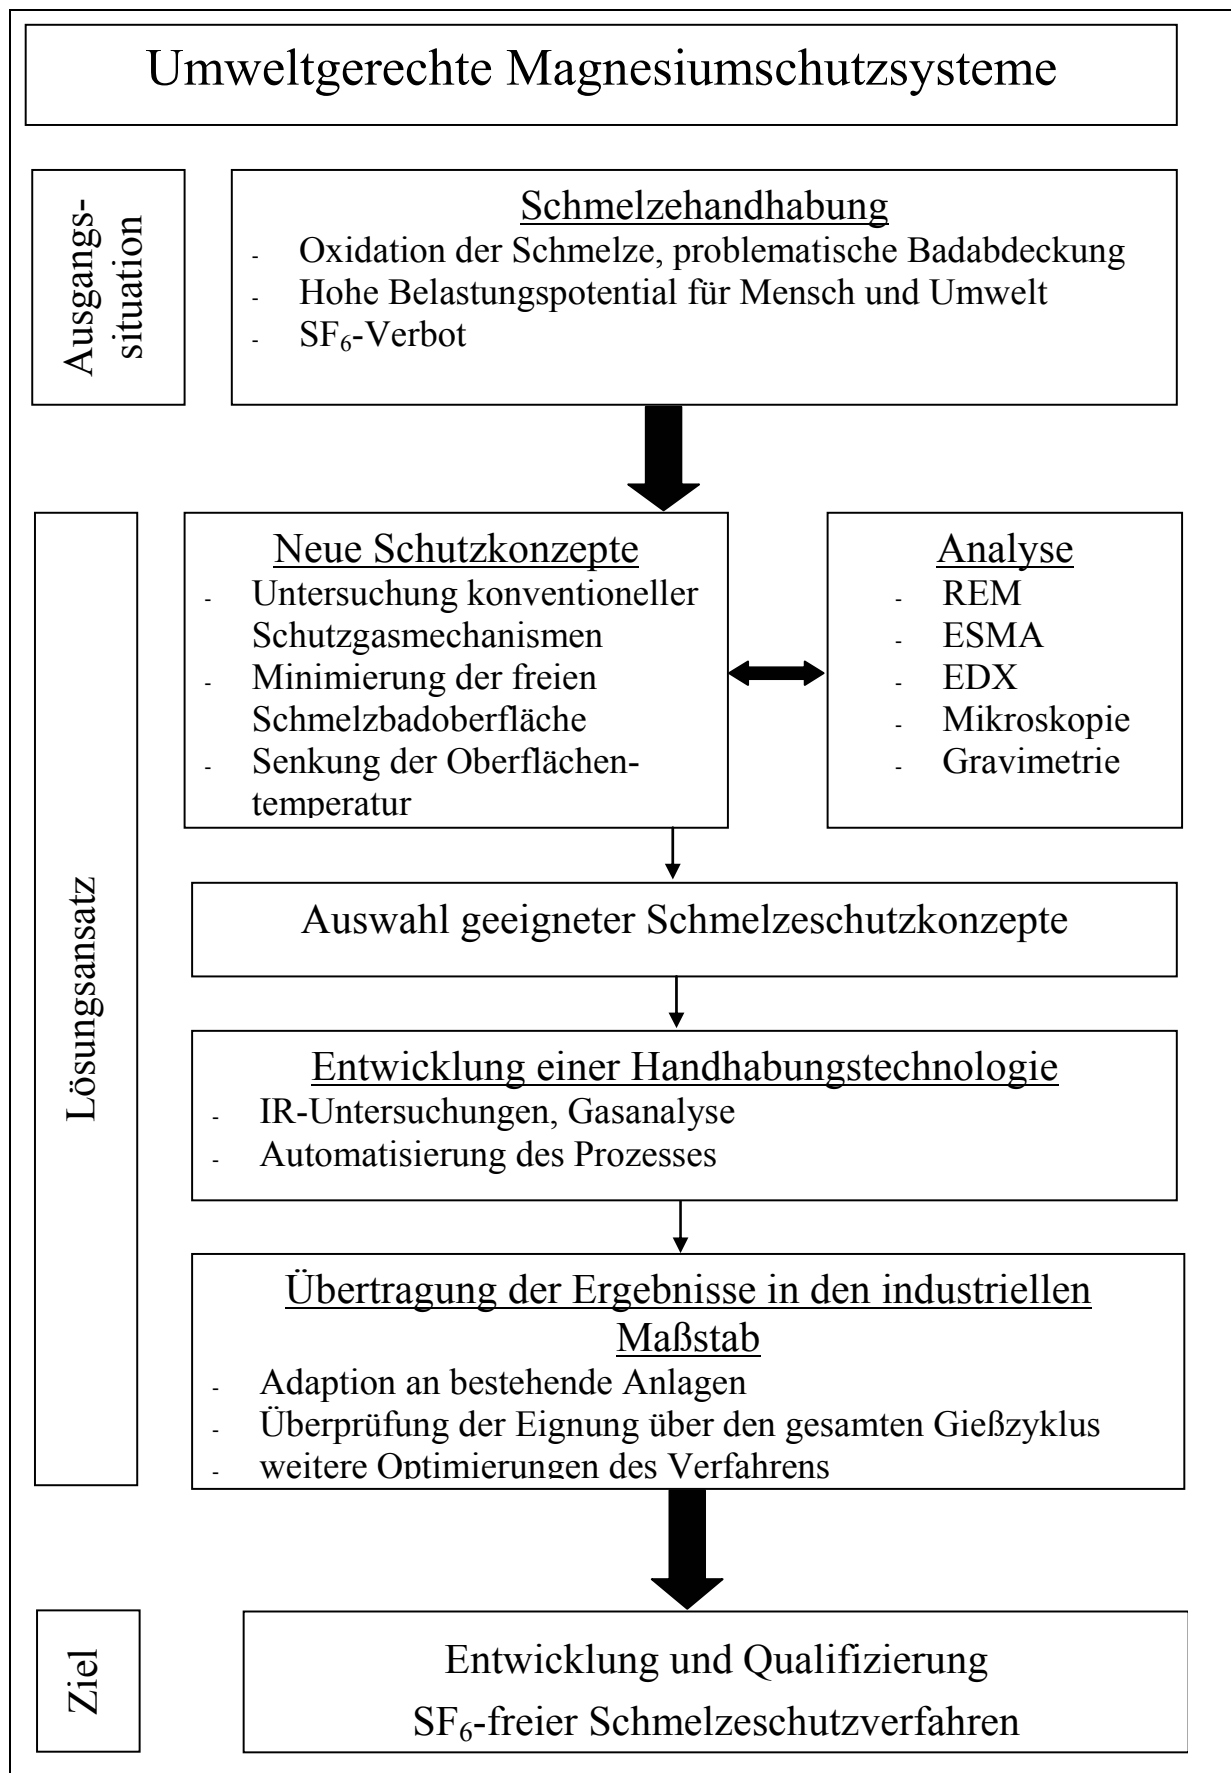 Umweltgerechte Magnesiumschutzsysteme
Ausgangs-
situation
Schmelzehandhabung
- Oxidation der Schmelze, problematische Badabdeckung
- Hohe Belastungspotential für Mensch und Umwelt
- SF₆-Verbot
Lösungsansatz
Neue Schutzkonzepte
- Untersuchung konventioneller
Schutzgasmechanismen
- Minimierung der freien
Schmelzbadoberfläche
- Senkung der Oberflächen-
temperatur
Analyse
- REM
- ESMA
- EDX
- Mikroskopie
- Gravimetrie
Auswahl geeigneter Schmelzeschutzkonzepte
Entwicklung einer Handhabungstechnologie
- IR-Untersuchungen, Gasanalyse
- Automatisierung des Prozesses
Übertragung der Ergebnisse in den industriellen
Maßstab
- Adaption an bestehende Anlagen
- Überprüfung der Eignung über den gesamten Gießzyklus
- weitere Optimierungen des Verfahrens
Ziel
Entwicklung und Qualifizierung
SF₆-freier Schmelzeschutzverfahren